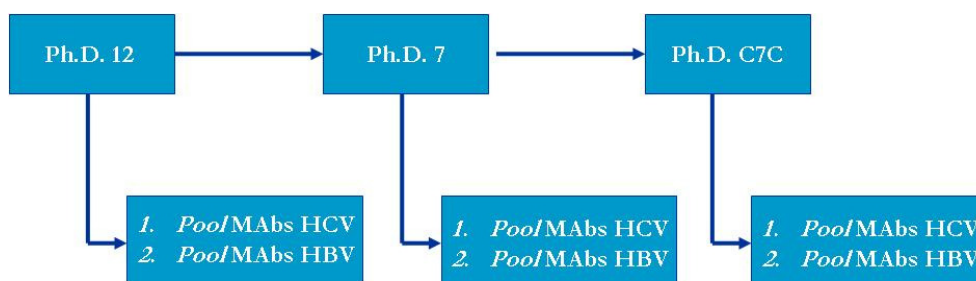 Ph.D. 12
Ph.D. 7
Ph.D. C7C
1. Pool MAbs HCV
2. Pool MAbs HBV
1. Pool MAbs HCV
2. Pool MAbs HBV
1. Pool MAbs HCV
2. Pool MAbs HBV